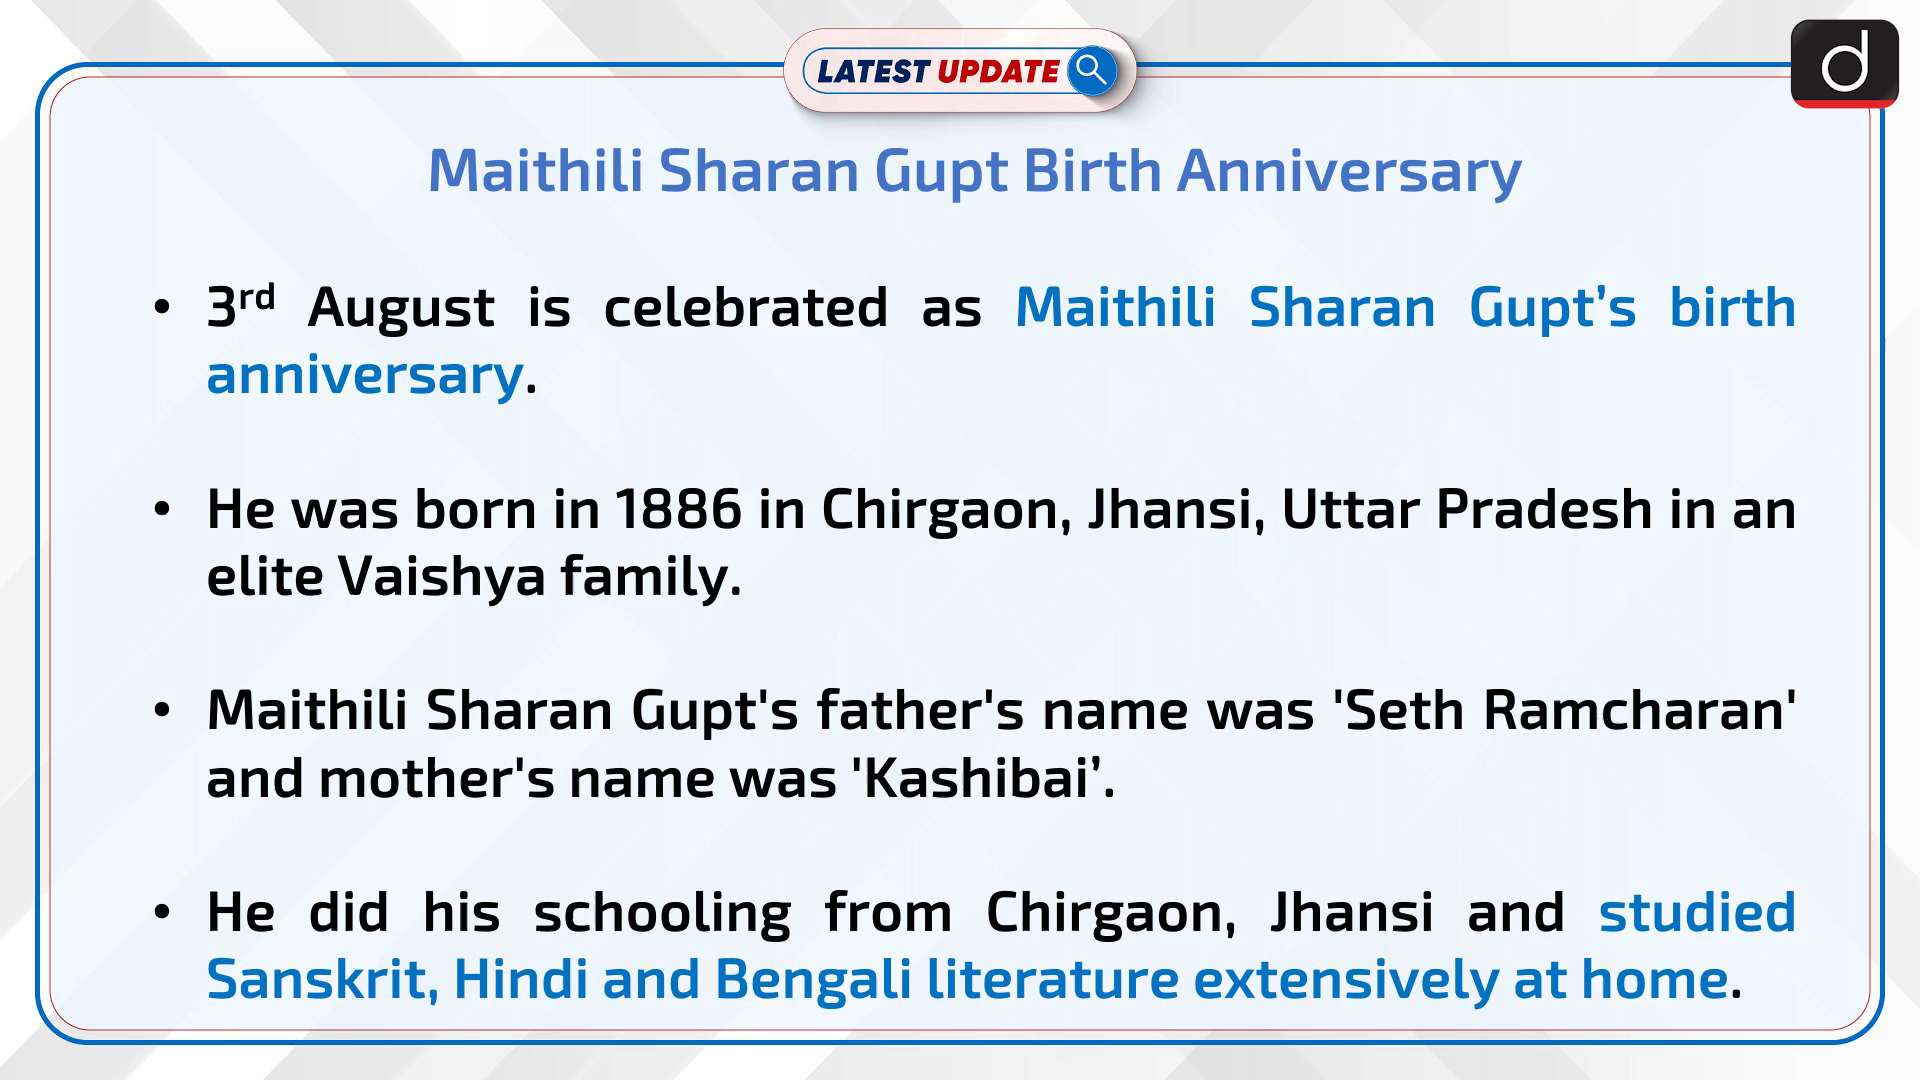 LATEST UPDATE
d
Maithili Sharan Gupt Birth Anniversary
• 3rd August is celebrated as Maithili Sharan Gupt’s birth
anniversary.
• He was born in 1886 in Chirgaon, Jhansi, Uttar Pradesh in an
elite Vaishya family.
• Maithili Sharan Gupt's father's name was 'Seth Ramcharan'
and mother's name was 'Kashibai’.
• He did his schooling from Chirgaon, Jhansi and studied
Sanskrit, Hindi and Bengali literature extensively at home.